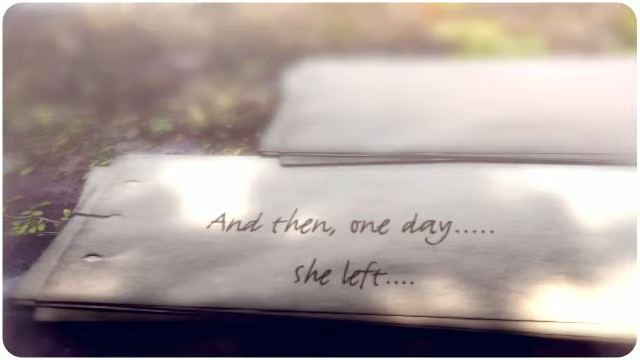 And then, one day.....
she left....